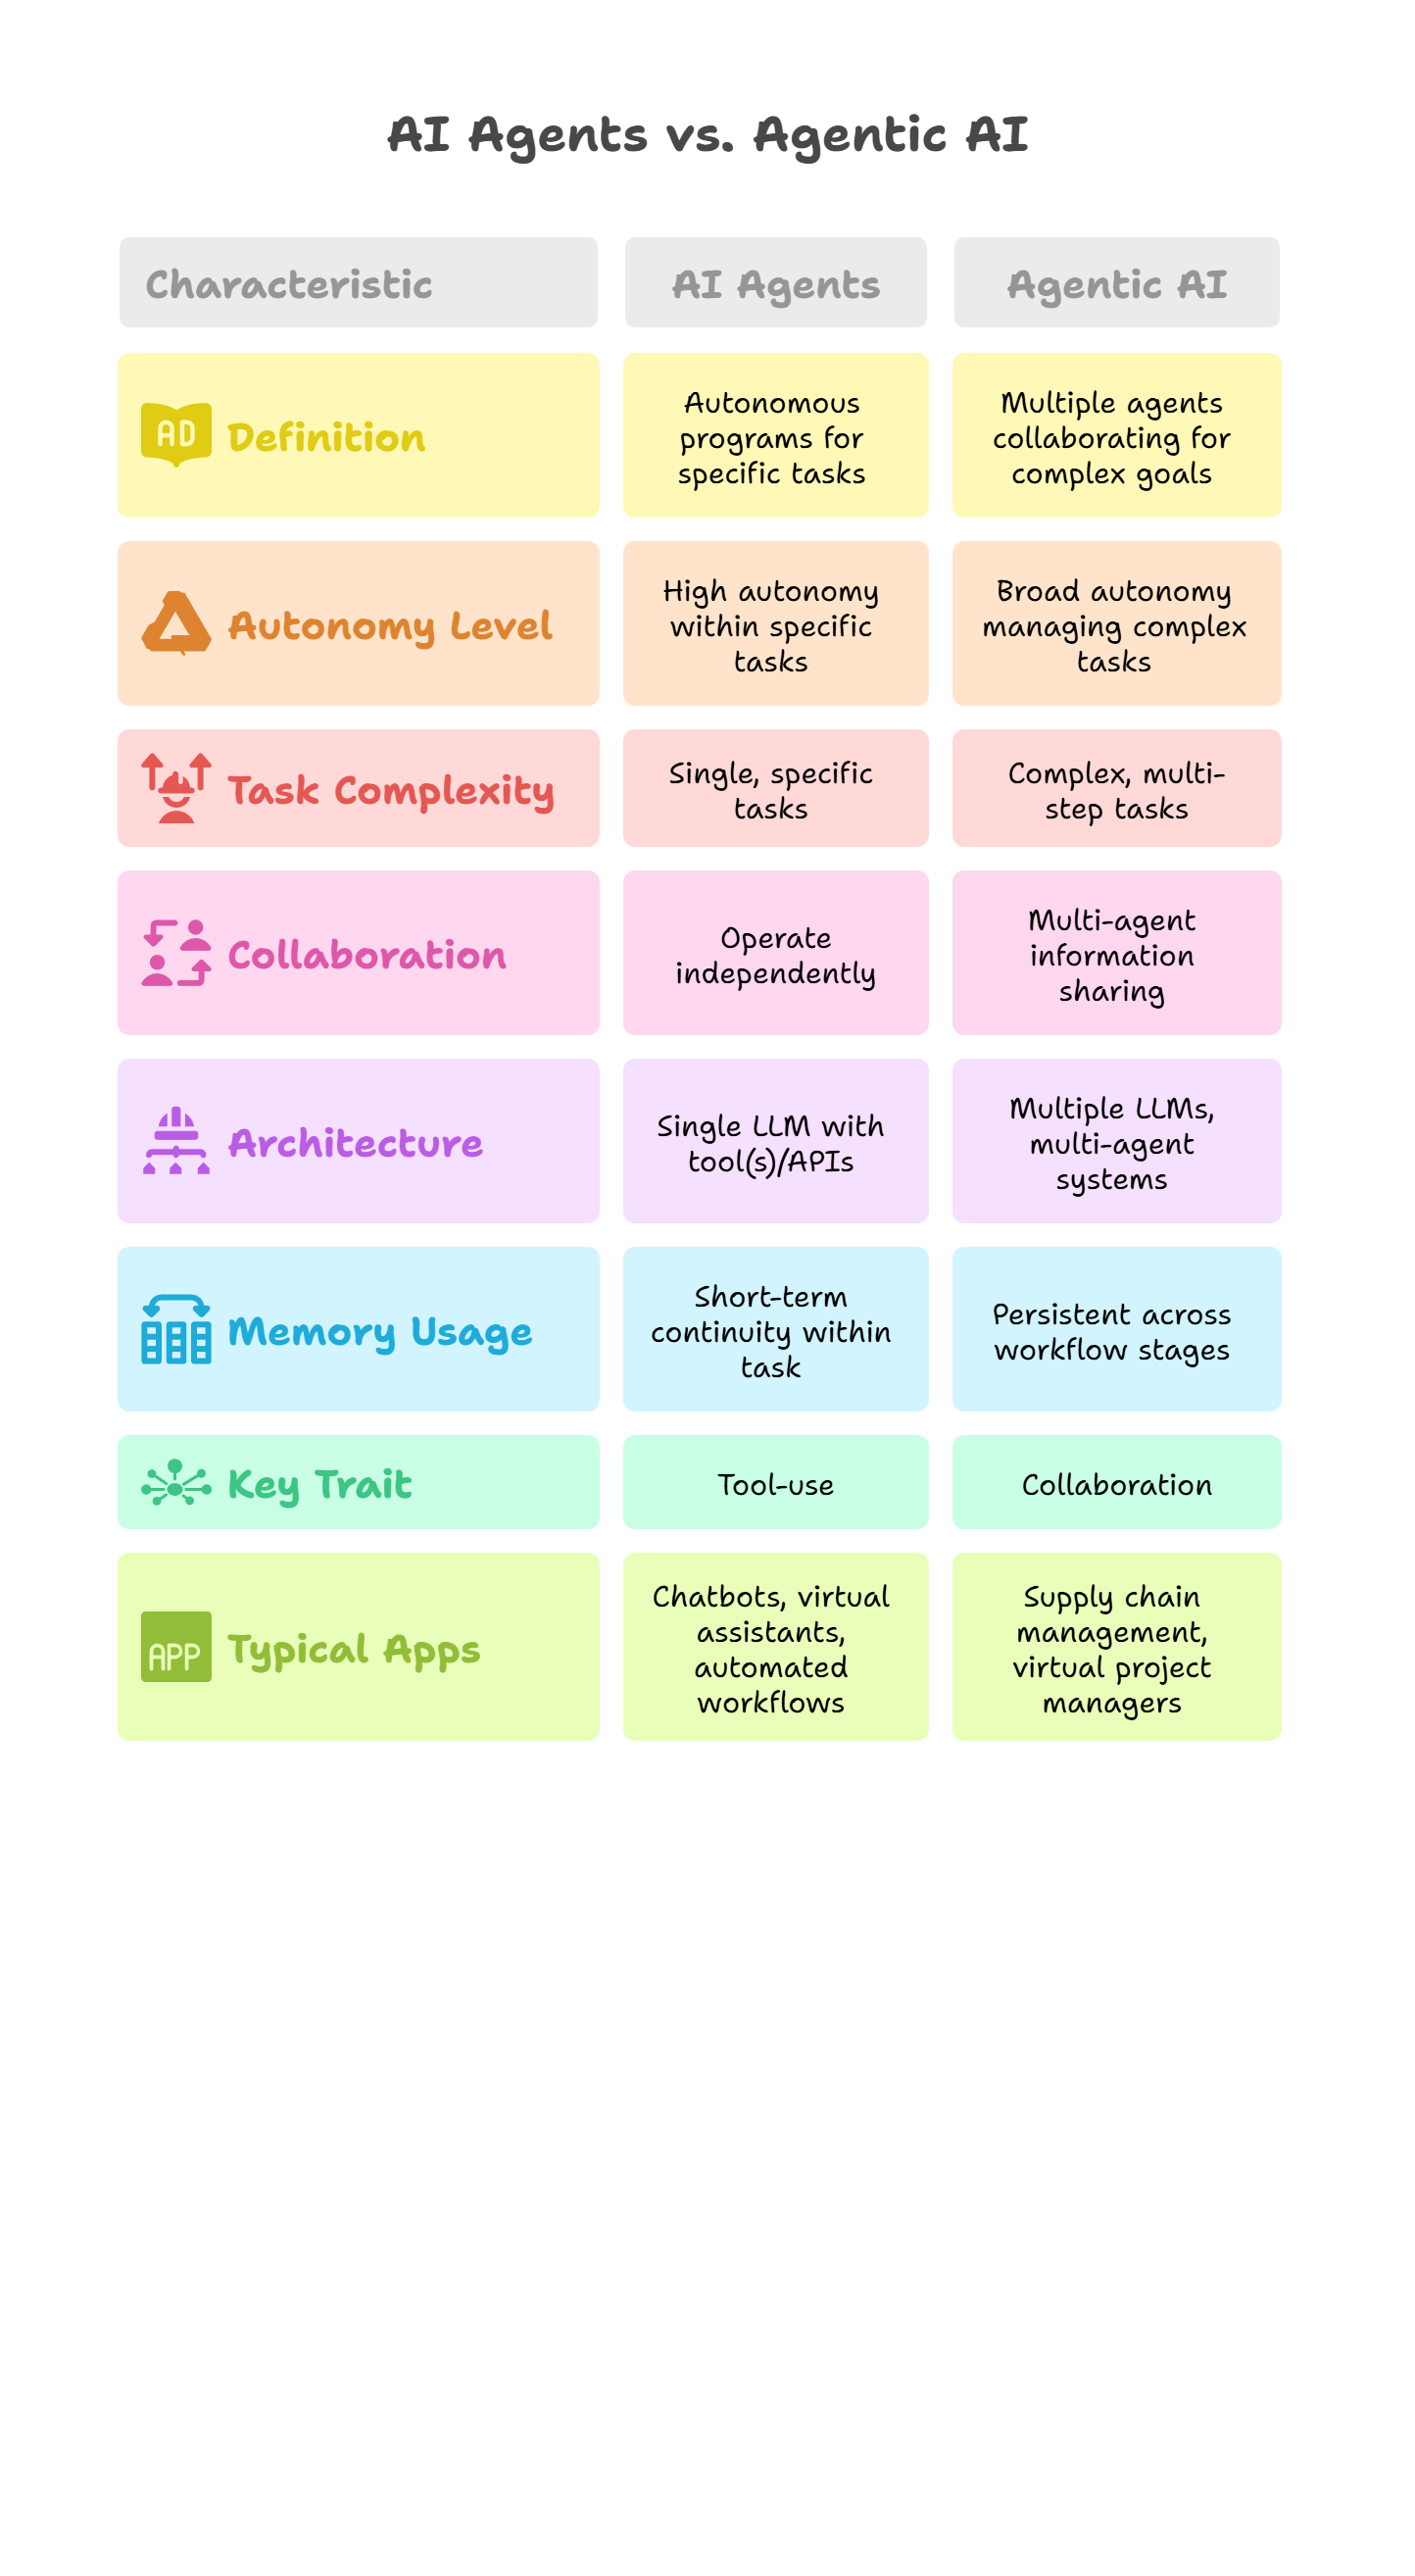 AI Agents vs. Agentic AI
Characteristic
AI Agents
Agentic AI
AD
Definition
Autonomous
programs for
specific tasks
Multiple agents
collaborating for
complex goals
Autonomy Level
High autonomy
within specific
tasks
Broad autonomy
managing complex
tasks
Task Complexity
Single, specific
tasks
Complex, multi-
step tasks
Collaboration
Operate
independently
Multi-agent
information
sharing
Architecture
Single LLM with
tool(s)/APIs
Multiple LLMs,
multi-agent
systems
Memory Usage
Short-term
continuity within
task
Persistent across
workflow stages
Key Trait
Tool-use
Collaboration
APP
Typical Apps
Chatbots, virtual
assistants,
automated
workflows
Supply chain
management,
virtual project
managers